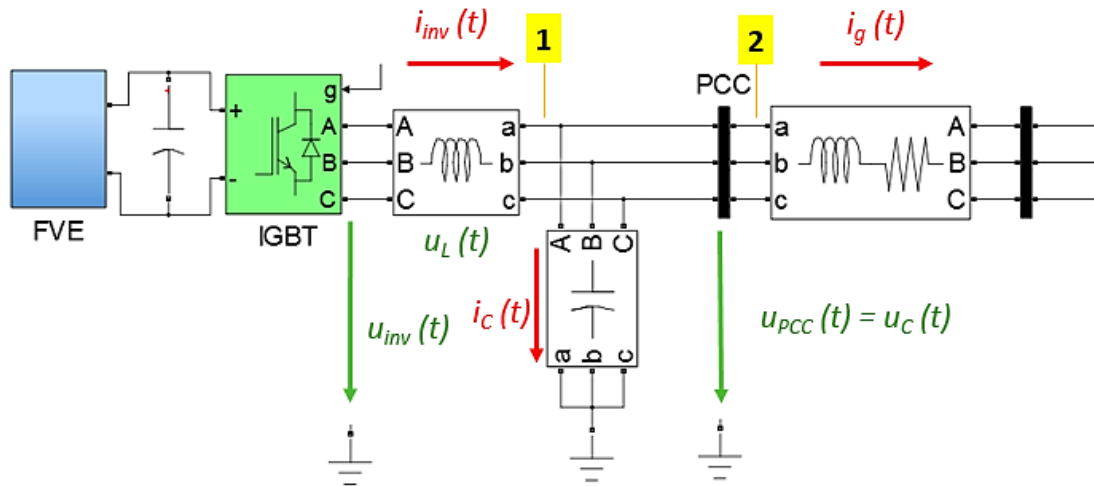 i_inv (t)
1
2
i_g (t)
PCC
g
+
A
A
a
a
A
B
B
b
b
B
-
C
C
c
c
C
FVE
IGBT
u_L (t)
A B C
u_inv (t)
i_C (t)
u_PCC (t) = u_C (t)
a b c